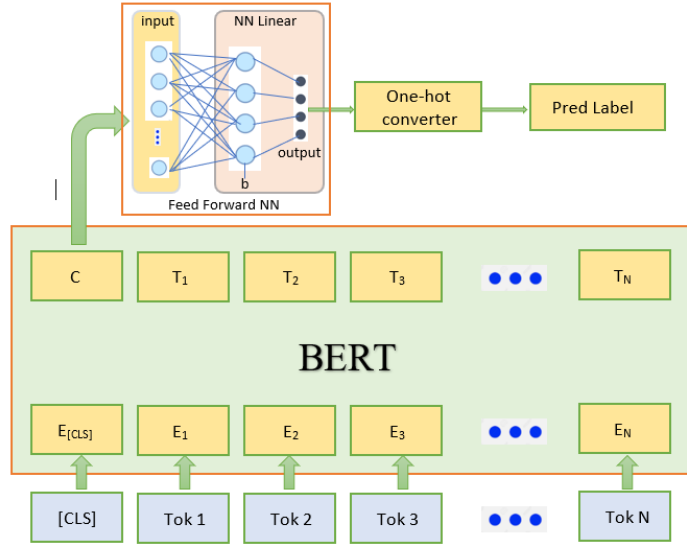 input
NN Linear
b
output
Feed Forward NN
One-hot
converter
Pred Label
C
T1
T2
T3
TN
BERT
E[CLS]
E1
E2
E3
EN
[CLS]
Tok 1
Tok 2
Tok 3
Tok N